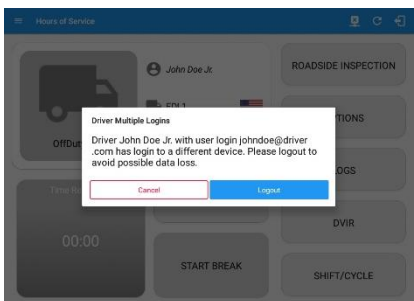 Hours of Service
John Doe Jr.
ROADSIDE INSPECTION
Driver Multiple Logins
Driver John Doe Jr. with user login johndoe@driver
.com has login to a different device. Please logout to
avoid possible data loss.
Cancel
Logout
TIONS
OffDut
OGS
00:00
START BREAK
DVIR
SHIFT/CYCLE